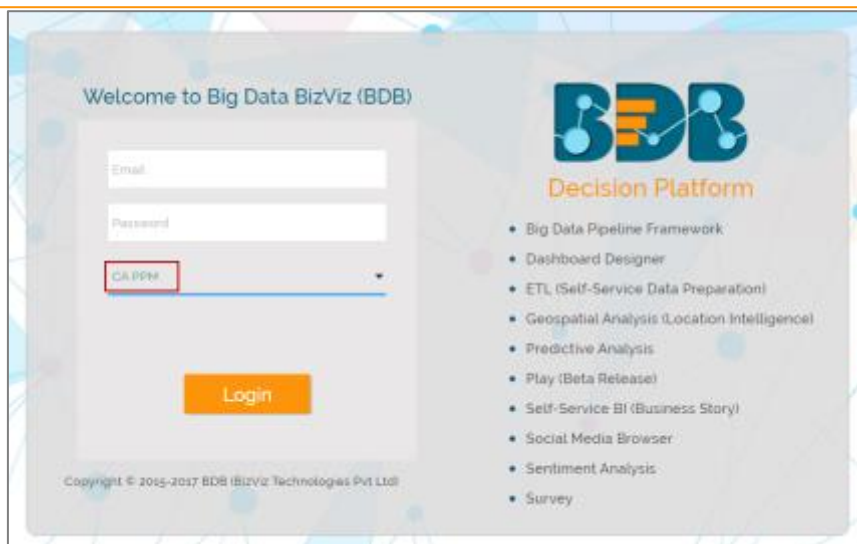 Welcome to Big Data BizViz (BDB)
Email
Password
CA PPM
Login
Copyright © 2015-2017 BDB (BizViz Technologies Pvt Ltd)
BDB
Decision Platform
• Big Data Pipeline Framework
• Dashboard Designer
• ETL (Self-Service Data Preparation)
• Geospatial Analysis (Location Intelligence)
• Predictive Analysis
• Play (Beta Release)
• Self-Service BI (Business Story)
• Social Media Browser
• Sentiment Analysis
• Survey